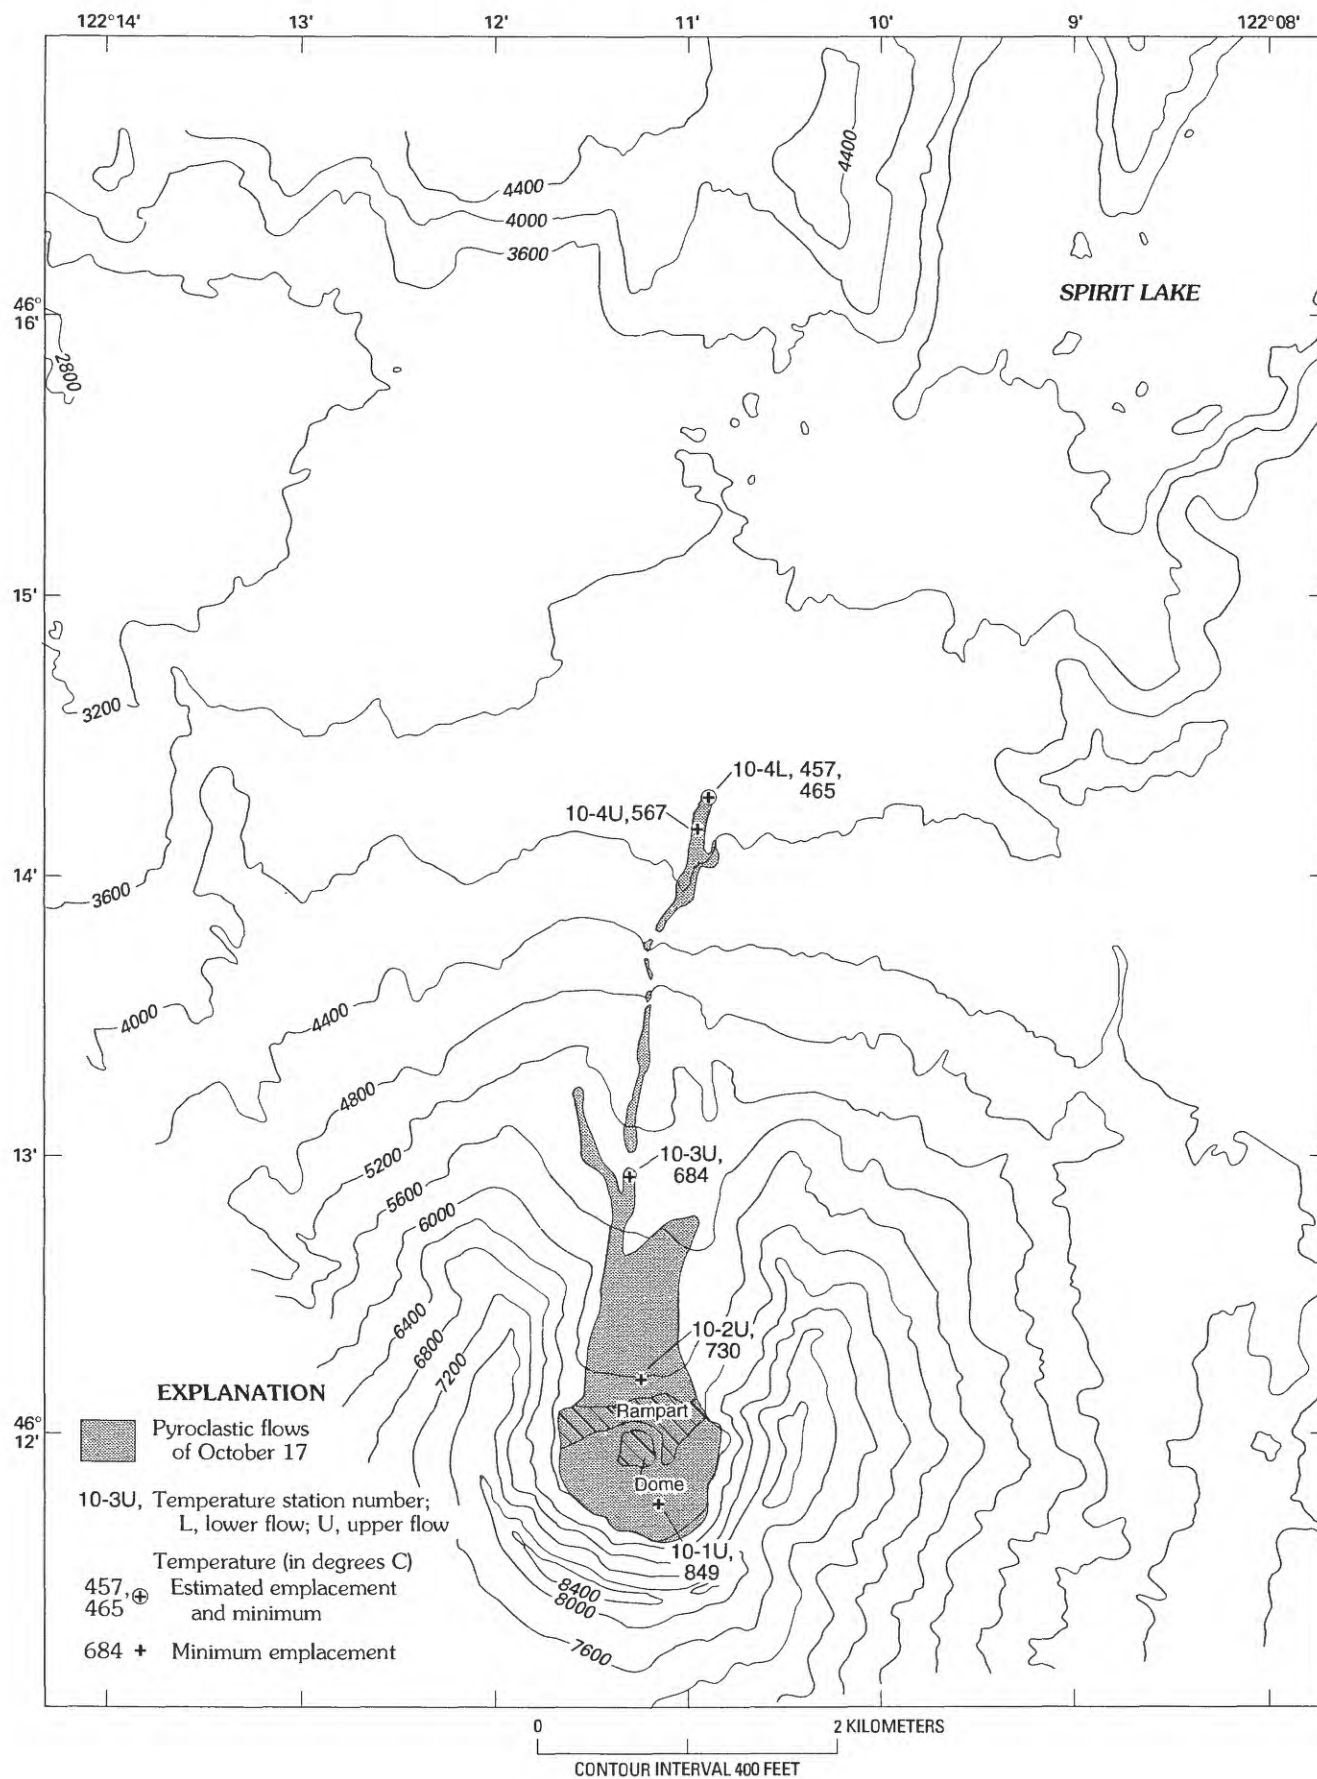 122°14' 13' 12' 11' 10' 9' 122°08'
4400
4400
4000
3600
SPIRIT LAKE
46°
16'
2800
15'
3200
10-4L, 457,
465
10-4U,567
14'
3600
4000
4400
4800
13'
10-3U,
684
5200
5600
6000
6400
6800
7200
10-2U,
730
EXPLANATION
Rampart
Pyroclastic flows
of October 17
46°
12'
Dome
10-3U, Temperature station number;
L, lower flow; U, upper flow
10-1U,
849
Temperature (in degrees C)
457, Estimated emplacement
465 and minimum
8400
8000
684 Minimum emplacement
7600
0 2 KILOMETERS
CONTOUR INTERVAL 400 FEET